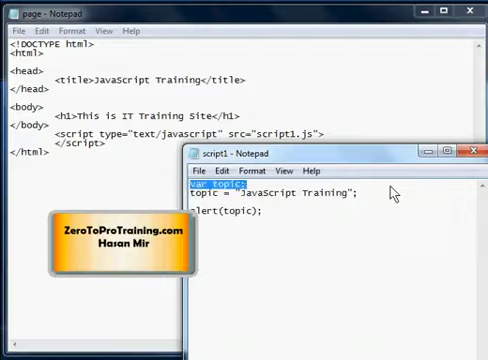 page - Notepad
File Edit Format View Help
<!DOCTYPE html>
<html>
<head>
<title>JavaScript Training</title>
</head>
<body>
<h1>This is IT Training Site</h1>
</body>
<script type="text/javascript" src="script1.js">
</script>
</html>
script1 - Notepad
File Edit Format View Help
var topic;
topic = "JavaScript Training";
alert(topic);
ZeroToProTraining.com
Hasan Mir